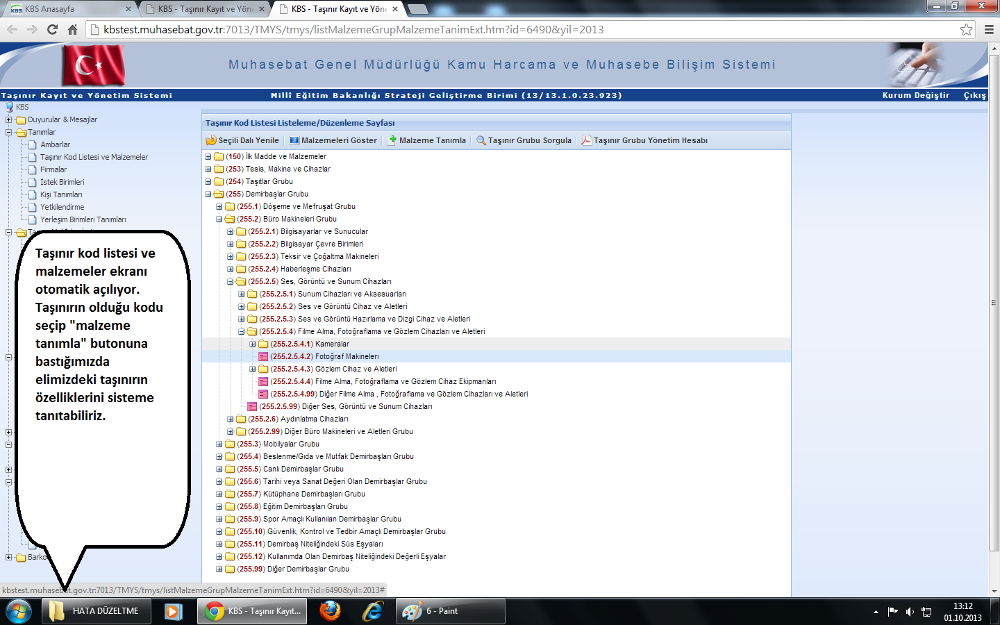 KBS Anasayfa
KBS - Taşınır Kayıt ve Yön
KBS - Taşınır Kayıt ve Yön
kbstest.muhasebat.gov.tr:7013/TMYS/tmys/listMalzemeGrupMalzemeTanimExt.htm?id=6490&yil=2013
Muhasebat Genel Müdürlüğü Kamu Harcama ve Muhasebe Bilişim Sistemi
Taşınır Kayıt ve Yönetim Sistemi
Millî Eğitim Bakanlığı Strateji Geliştirme Birimi (13/13.1.0.23.923)
Kurum Değiştir
Çıkış
KBS
Duyurular & Mesajlar
Tanımlar
Ambarlar
Taşınır Kod Listesi ve Malzemeler
Firmalar
İstek Birimleri
Kişi Tanımları
Yetkilendirme
Yerleşim Birimleri Tanımları
Barko
Taşınır kod listesi ve
malzemeler ekranı
otomatik açılıyor.
Taşınırın olduğu kodu
seçip "malzeme
tanımla" butonuna
bastığımızda
elimizdeki taşınırın
özelliklerini sisteme
tanıtabiliriz.
Taşınır Kod Listesi Listeleme/Düzenleme Sayfası
Seçili Dalı Yenile
Malzemeleri Göster
Malzeme Tanımla
Taşınır Grubu Sorgula
Taşınır Grubu Yönetim Hesabı
(150) İlk Madde ve Malzemeler
(253) Tesis, Makine ve Cihazlar
(254) Taşıtlar Grubu
(255) Demirbaşlar Grubu
(255.1) Döşeme ve Mefruşat Grubu
(255.2) Büro Makineleri Grubu
(255.2.1) Bilgisayarlar ve Sunucular
(255.2.2) Bilgisayar Çevre Birimleri
(255.2.3) Teksir ve Çoğaltma Makineleri
(255.2.4) Haberleşme Cihazları
(255.2.5) Ses, Görüntü ve Sunum Cihazları
(255.2.5.1) Sunum Cihazları ve Aksesuarları
(255.2.5.2) Ses ve Görüntü Cihaz ve Aletleri
(255.2.5.3) Ses ve Görüntü Hazırlama ve Dizgi Cihaz ve Aletleri
(255.2.5.4) Filme Alma, Fotoğraflama ve Gözlem Cihazları ve Aletleri
(255.2.5.4.1) Kameralar
(255.2.5.4.2) Fotoğraf Makineleri
(255.2.5.4.3) Gözlem Cihaz ve Aletleri
(255.2.5.4.4) Filme Alma, Fotoğraflama ve Gözlem Cihaz Ekipmanları
(255.2.5.4.99) Diğer Filme Alma , Fotoğraflama ve Gözlem Cihazları ve Aletleri
(255.2.5.99) Diğer Ses, Görüntü ve Sunum Cihazları
(255.2.6) Aydınlatma Cihazları
(255.2.99) Diğer Büro Makineleri ve Aletleri Grubu
(255.3) Mobilyalar Grubu
(255.4) Beslenme/Gıda ve Mutfak Demirbaşları Grubu
(255.5) Canlı Demirbaşlar Grubu
(255.6) Tarihi veya Sanat Değeri Olan Demirbaşlar Grubu
(255.7) Kütüphane Demirbaşları Grubu
(255.8) Eğitim Demirbaşları Grubu
(255.9) Spor Amaçlı Kullanılan Demirbaşlar Grubu
(255.10) Güvenlik, Kontrol ve Tedbir Amaçlı Demirbaşlar Grubu
(255.11) Demirbaş Niteliğindeki Süs Eşyaları
(255.12) Kullanımda Olan Demirbaş Niteliğindeki Değerli Eşyalar
(255.99) Diğer Demirbaşlar Grubu
kbstest.muhasebat.gov.tr:7013/TMYS/tmys/listMalzemeGrupMalzemeTanimExt.htm?id=6490&yil=2013#
HATA DÜZELTME
KBS - Taşınır Kayıt...
6 - Paint
13:12
01.10.2013